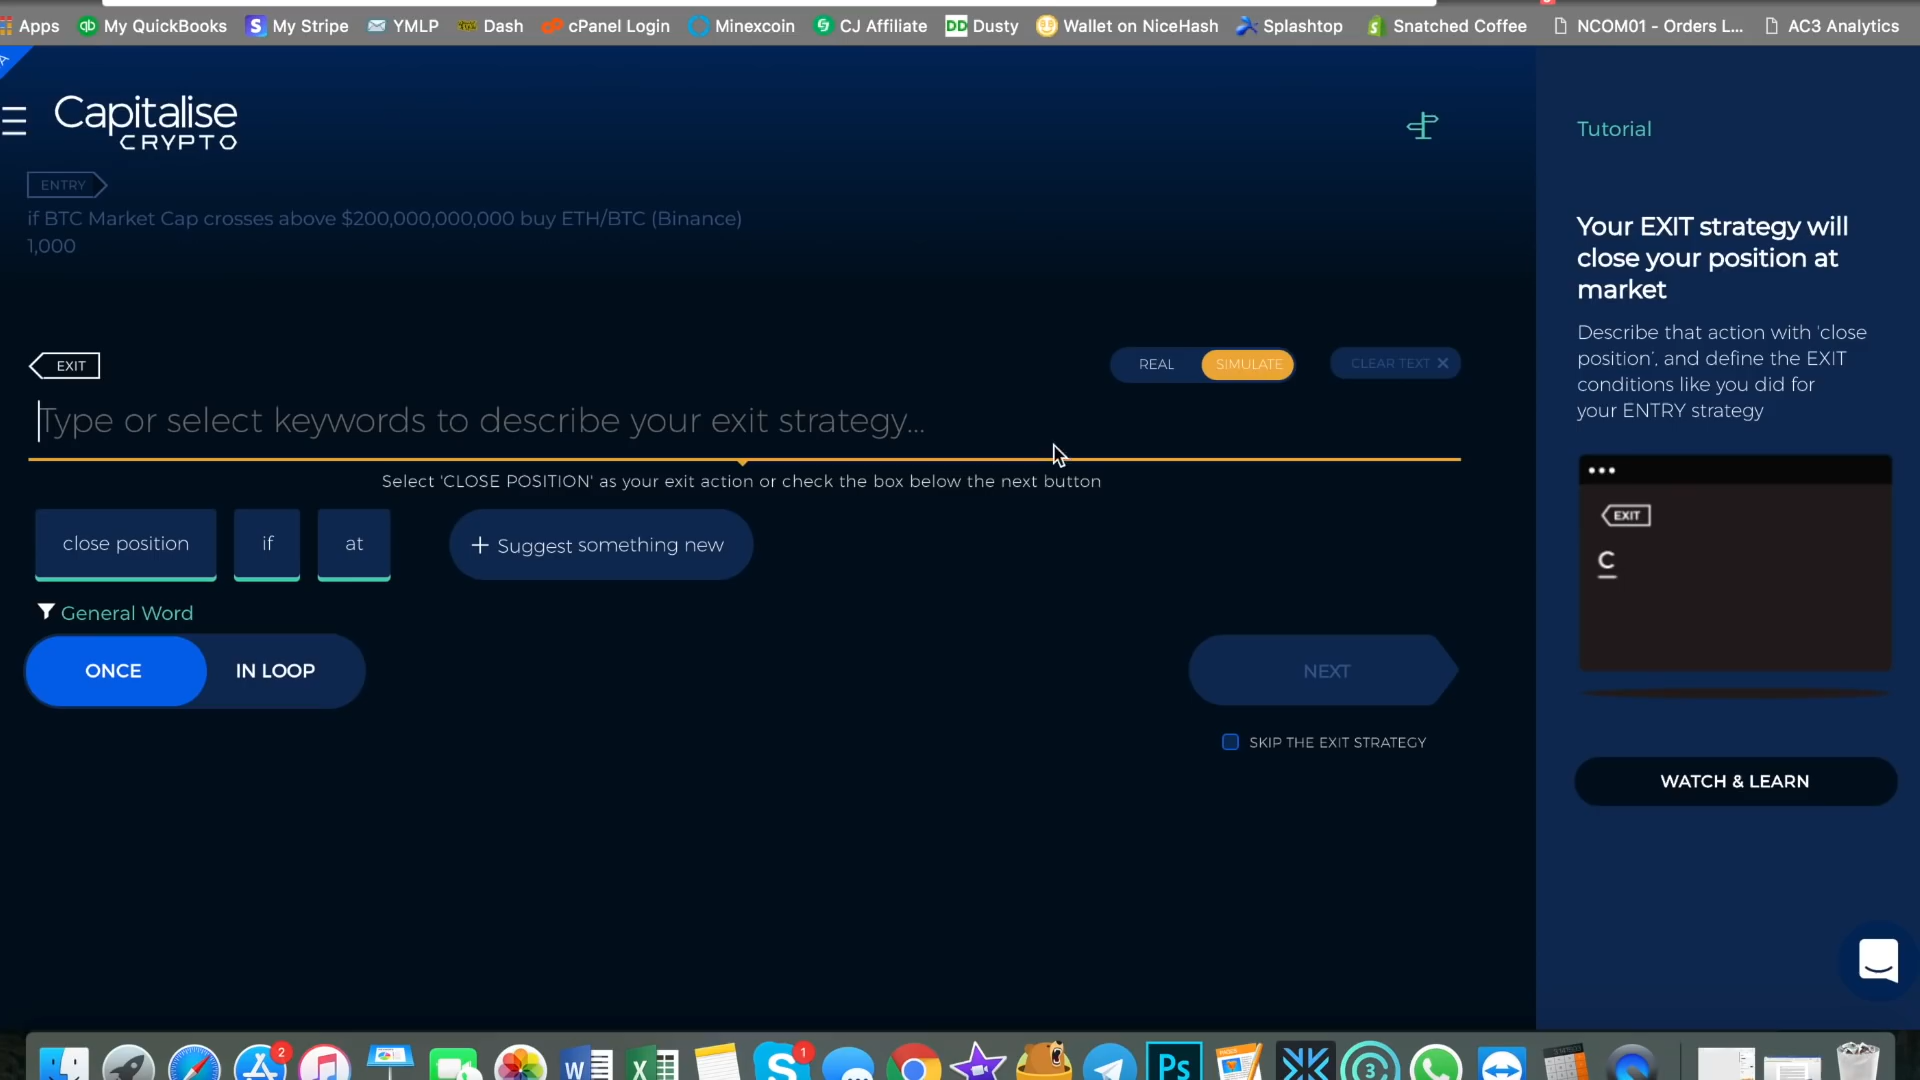 Apps My QuickBooks My Stripe YMLP Dash cPanel Login Minexcoin CJ Affiliate DD Dusty Wallet on NiceHash Splashtop Snatched Coffee NCOM01 - Orders L... AC3 Analytics
Capitalise
CRYPTO
ENTRY
if BTC Market Cap crosses above $200,000,000,000 buy ETH/BTC (Binance)
1,000
EXIT
REAL SIMULATE CLEAR TEXT X
Type or select keywords to describe your exit strategy...
Select 'CLOSE POSITION' as your exit action or check the box below the next button
close position if at + Suggest something new
General Word
ONCE IN LOOP
NEXT
SKIP THE EXIT STRATEGY
Tutorial
Your EXIT strategy will
close your position at
market
Describe that action with 'close
position', and define the EXIT
conditions like you did for
your ENTRY strategy
EXIT
C
WATCH & LEARN
2
1
Ps
3